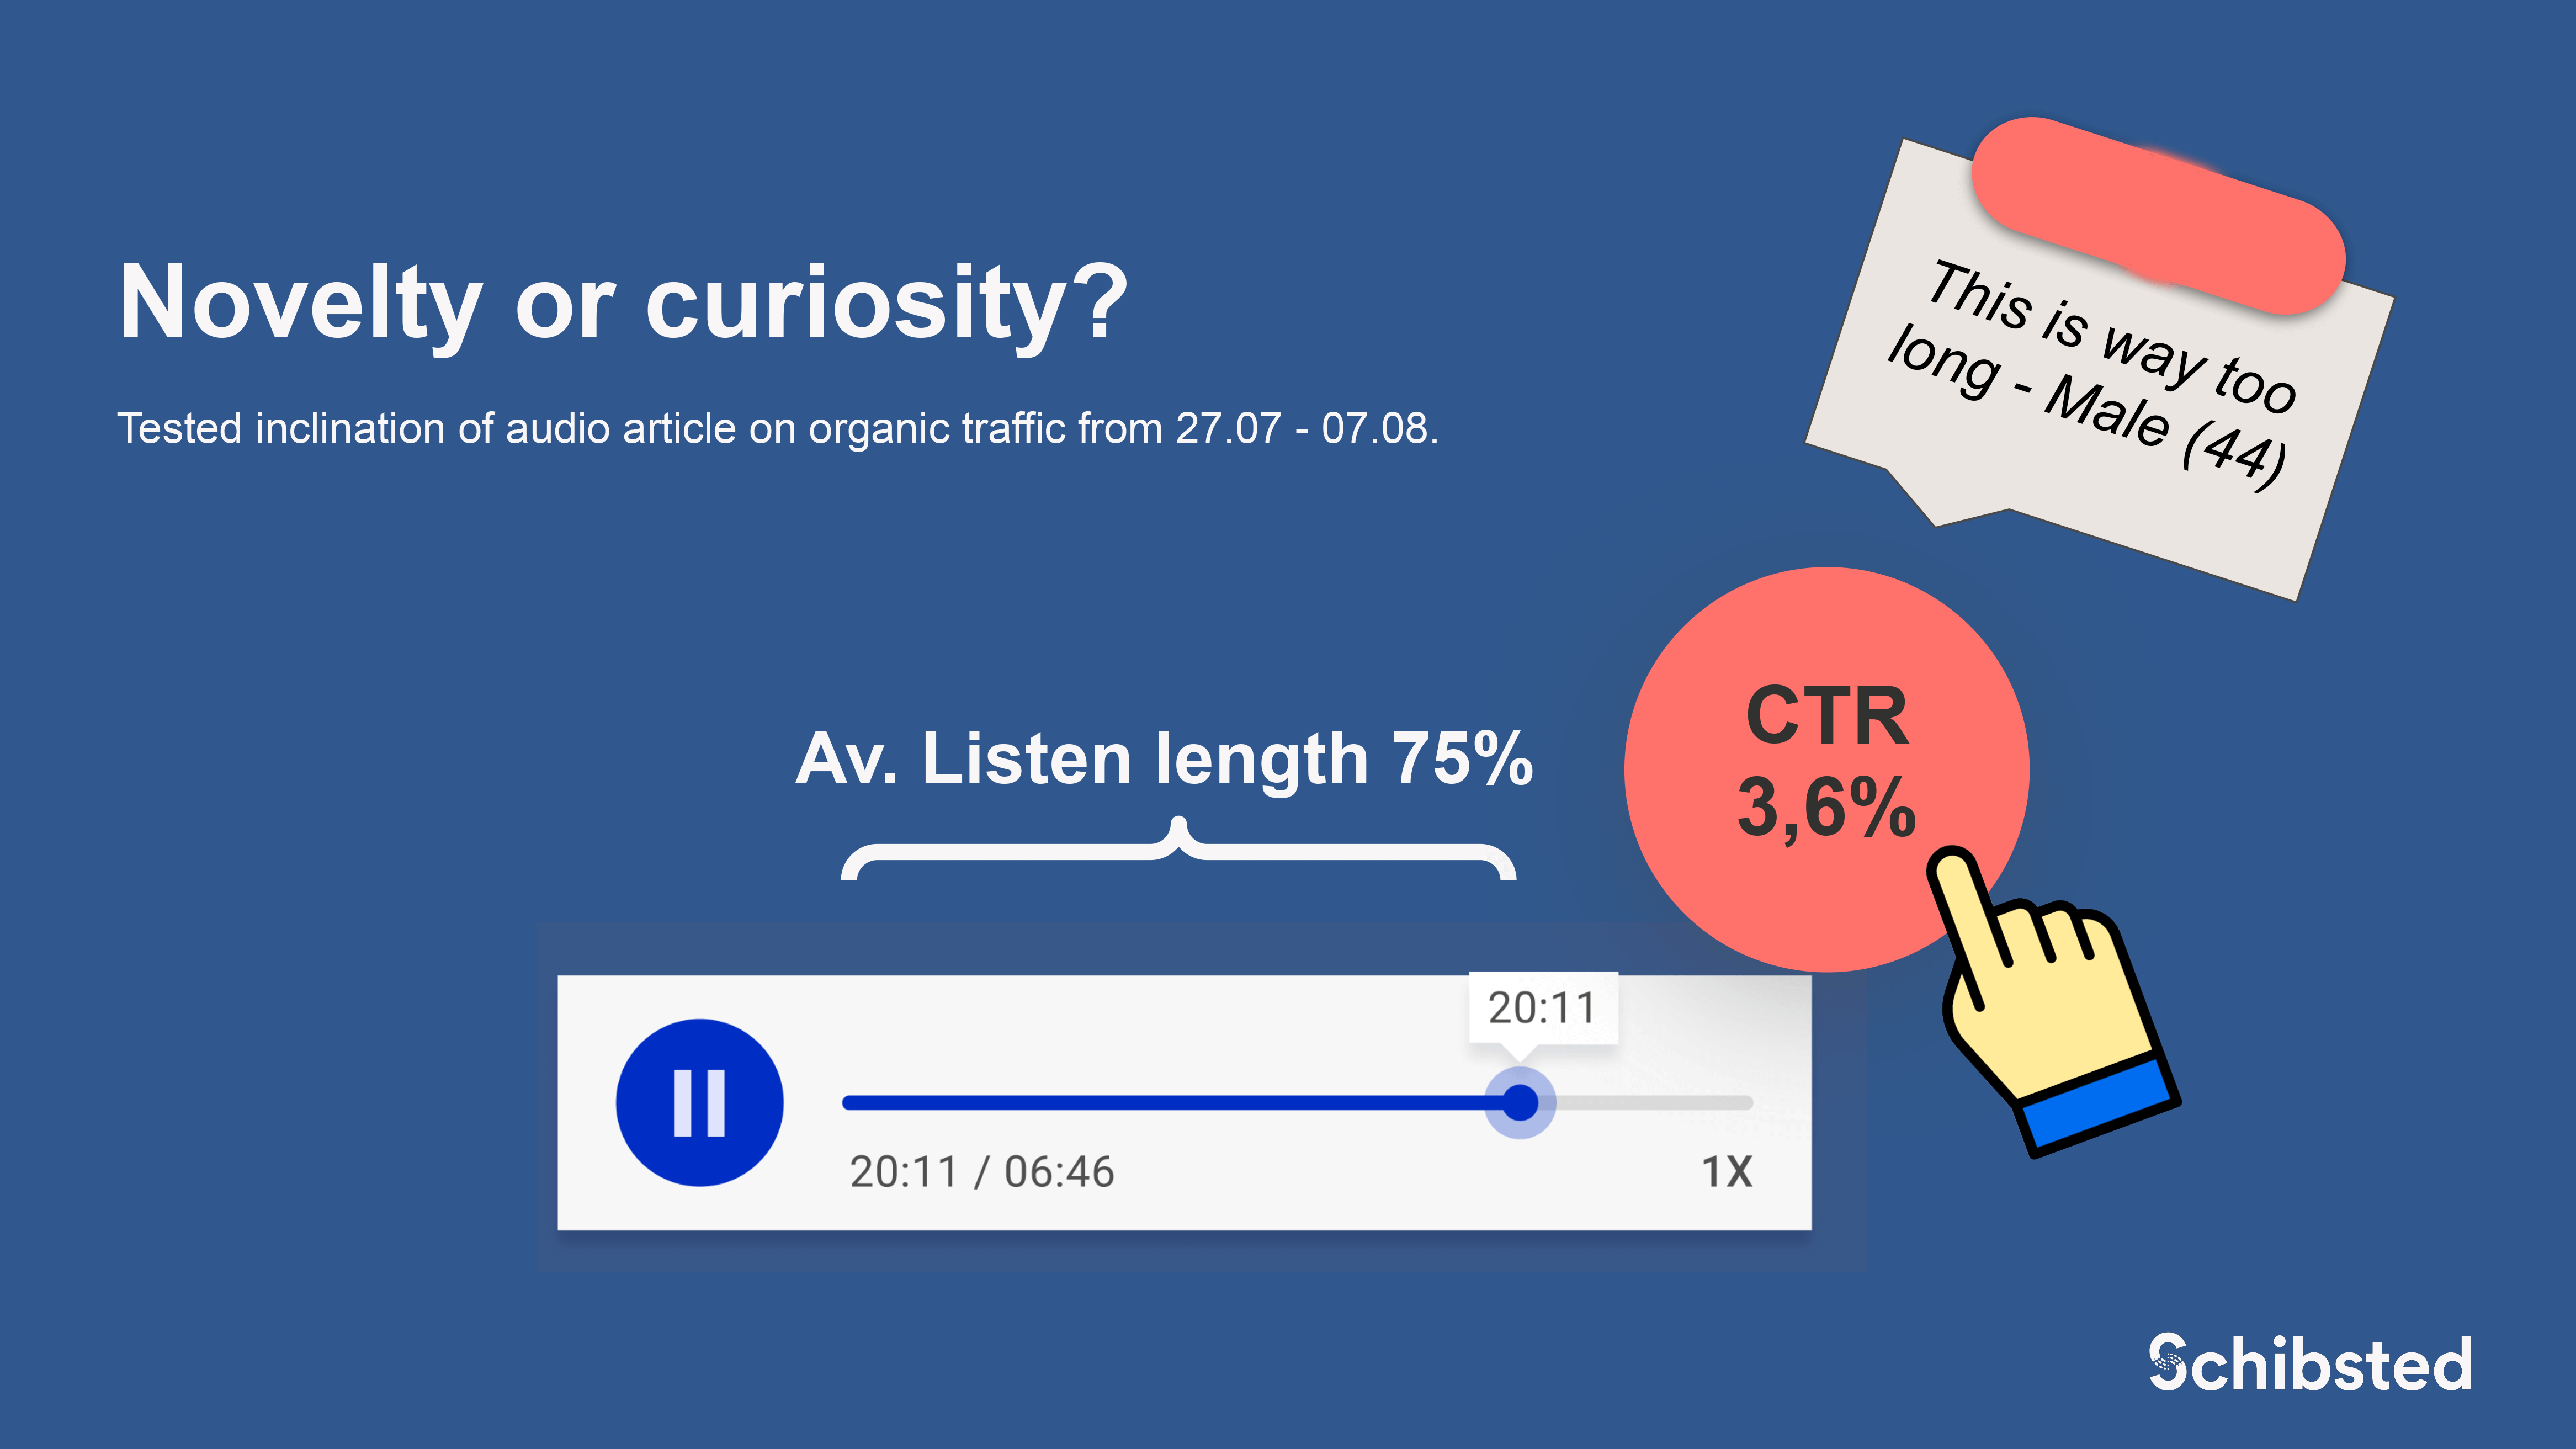 Novelty or curiosity?
Tested inclination of audio article on organic traffic from 27.07 - 07.08.
This is way too
long - Male (44)
CTR
3,6%
Av. Listen length 75%
20:11
20:11 / 06:46
1X
Schibsted